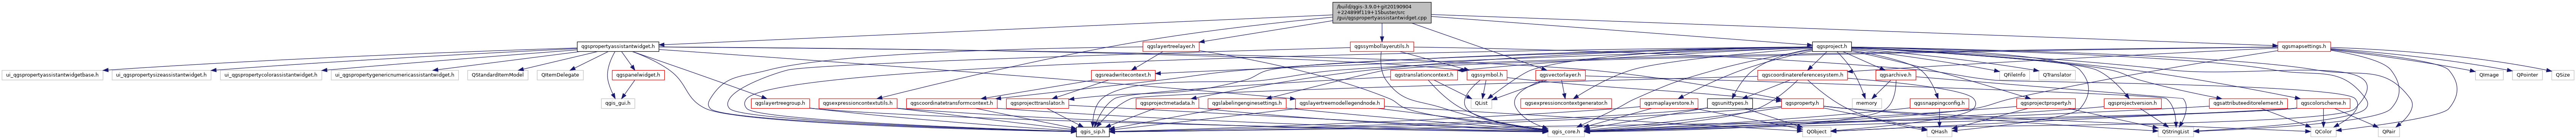 /build/qgis-3.9.0+git20190904
+224899f119+15buster/src
/gui/qgspropertyassistantwidget.cpp
qgspropertyassistantwidget.h
qgslayertreelayer.h
qgssymbollayerutils.h
qgsproject.h
qgsmapsettings.h
ui_qgspropertyassistantwidgetbase.h
ui_qgspropertysizeassistantwidget.h
ui_qgspropertycolorassistantwidget.h
ui_qgspropertygenericnumericassistantwidget.h
QStandardItemModel
QItemDelegate
qgspanelwidget.h
qgsreadwritecontext.h
qgstranslationcontext.h
qgssymbol.h
qgsvectorlayer.h
qgscoordinatereferencesystem.h
qgsarchive.h
QFileInfo
QTranslator
QImage
QPointer
QSize
qgis_gui.h
qgslayertreegroup.h
qgsexpressioncontextutils.h
qgscoordinatetransformcontext.h
qgsprojecttranslator.h
qgsprojectmetadata.h
qgslabelingenginesettings.h
qgslayertreemodellegendnode.h
QList
qgsexpressioncontextgenerator.h
qgsmaplayerstore.h
qgsunittypes.h
qgsproperty.h
memory
qgssnappingconfig.h
qgsprojectproperty.h
qgsprojectversion.h
qgsattributeeditorelement.h
qgscolorscheme.h
qgis_sip.h
qgis_core.h
QObject
QHash
QStringList
QColor
QPair